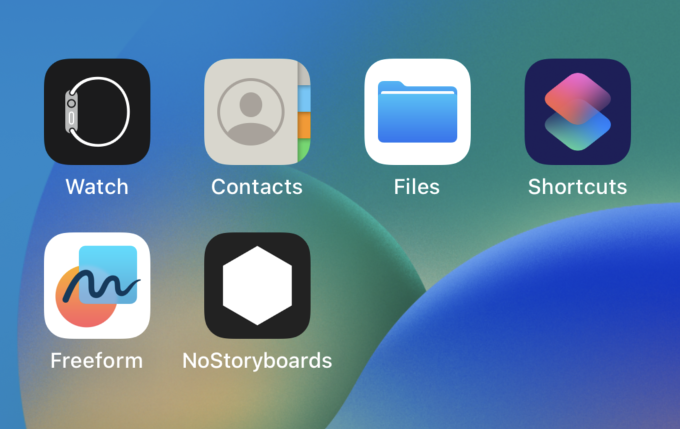 Watch
Contacts
Files
Shortcuts
Freeform
NoStoryboards